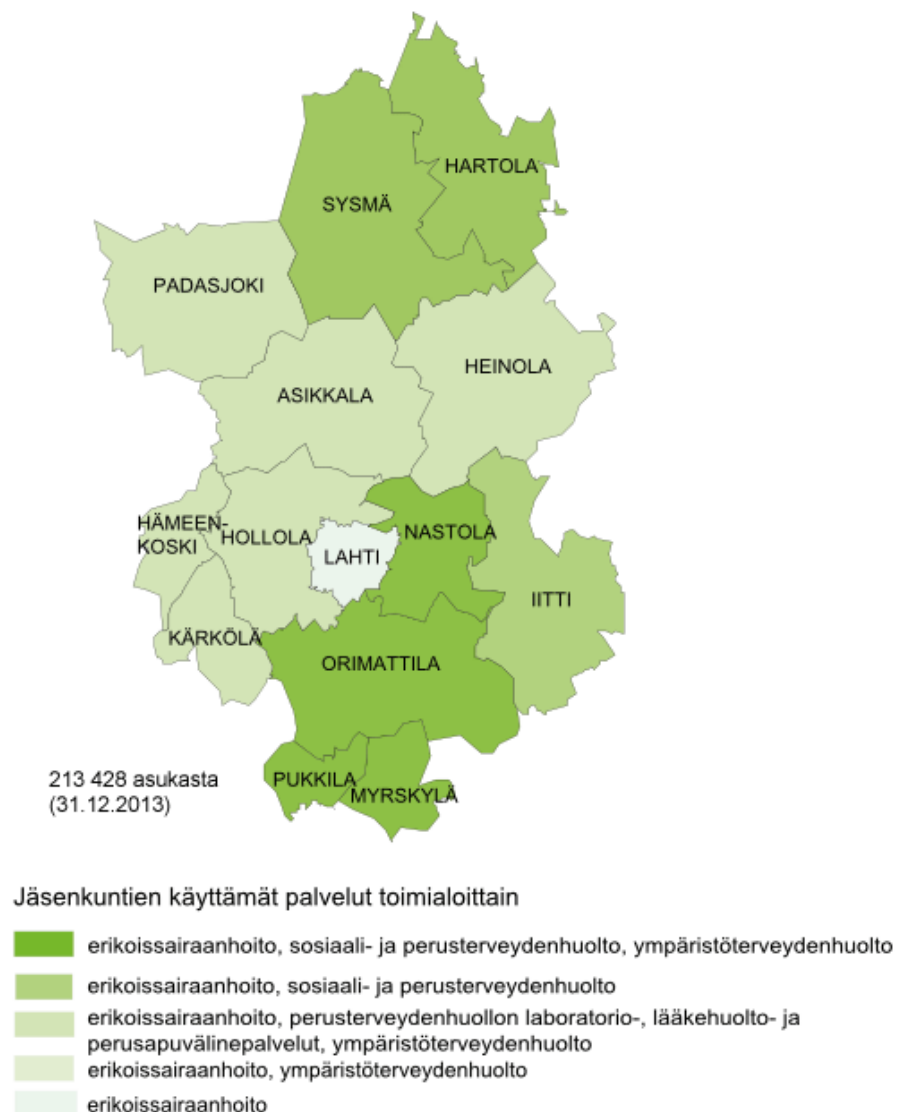 HARTOLA
SYSMÄ
PADASJOKI
HEINOLA
ASIKKALA
HÄMEEN-
KOSKI
HOLLOLA
LAHTI
NASTOLA
IITTI
KÄRKÖLÄ
ORIMATTILA
PUKKILA
MYRSKYLÄ
213 428 asukasta
(31.12.2013)
Jäsenkuntien käyttämät palvelut toimialoittain
erikoissairaanhoito, sosiaali- ja perusterveydenhuolto, ympäristöterveydenhuolto
erikoissairaanhoito, sosiaali- ja perusterveydenhuolto
erikoissairaanhoito, perusterveydenhuollon laboratorio-, lääkehuolto- ja
perusapuvälinepalvelut, ympäristöterveydenhuolto
erikoissairaanhoito, ympäristöterveydenhuolto
erikoissairaanhoito